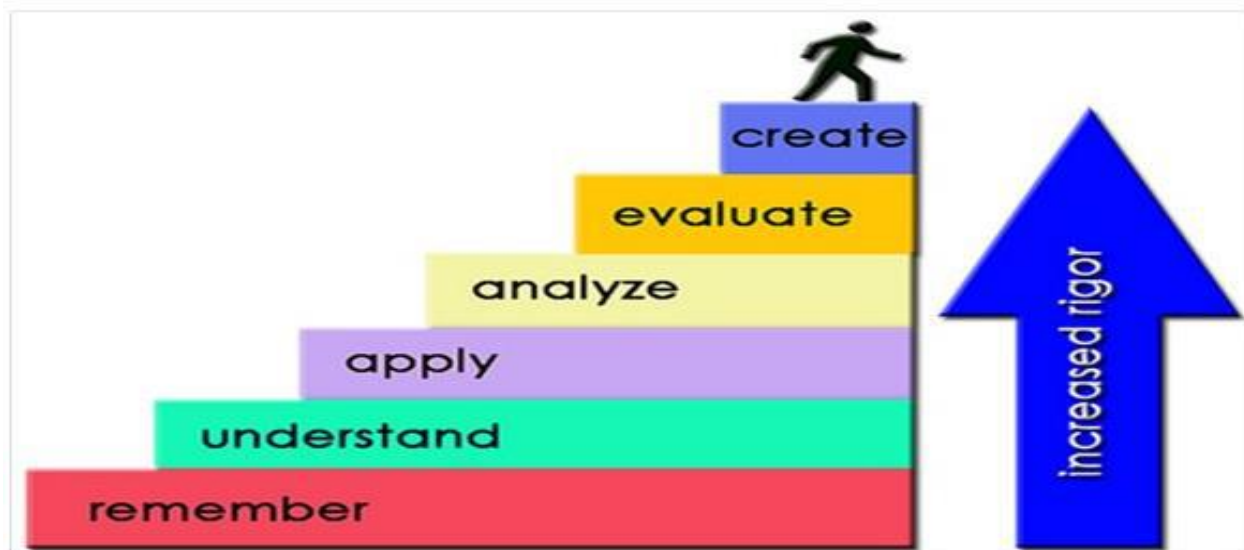 create
evaluate
analyze
apply
understand
remember
increased rigor